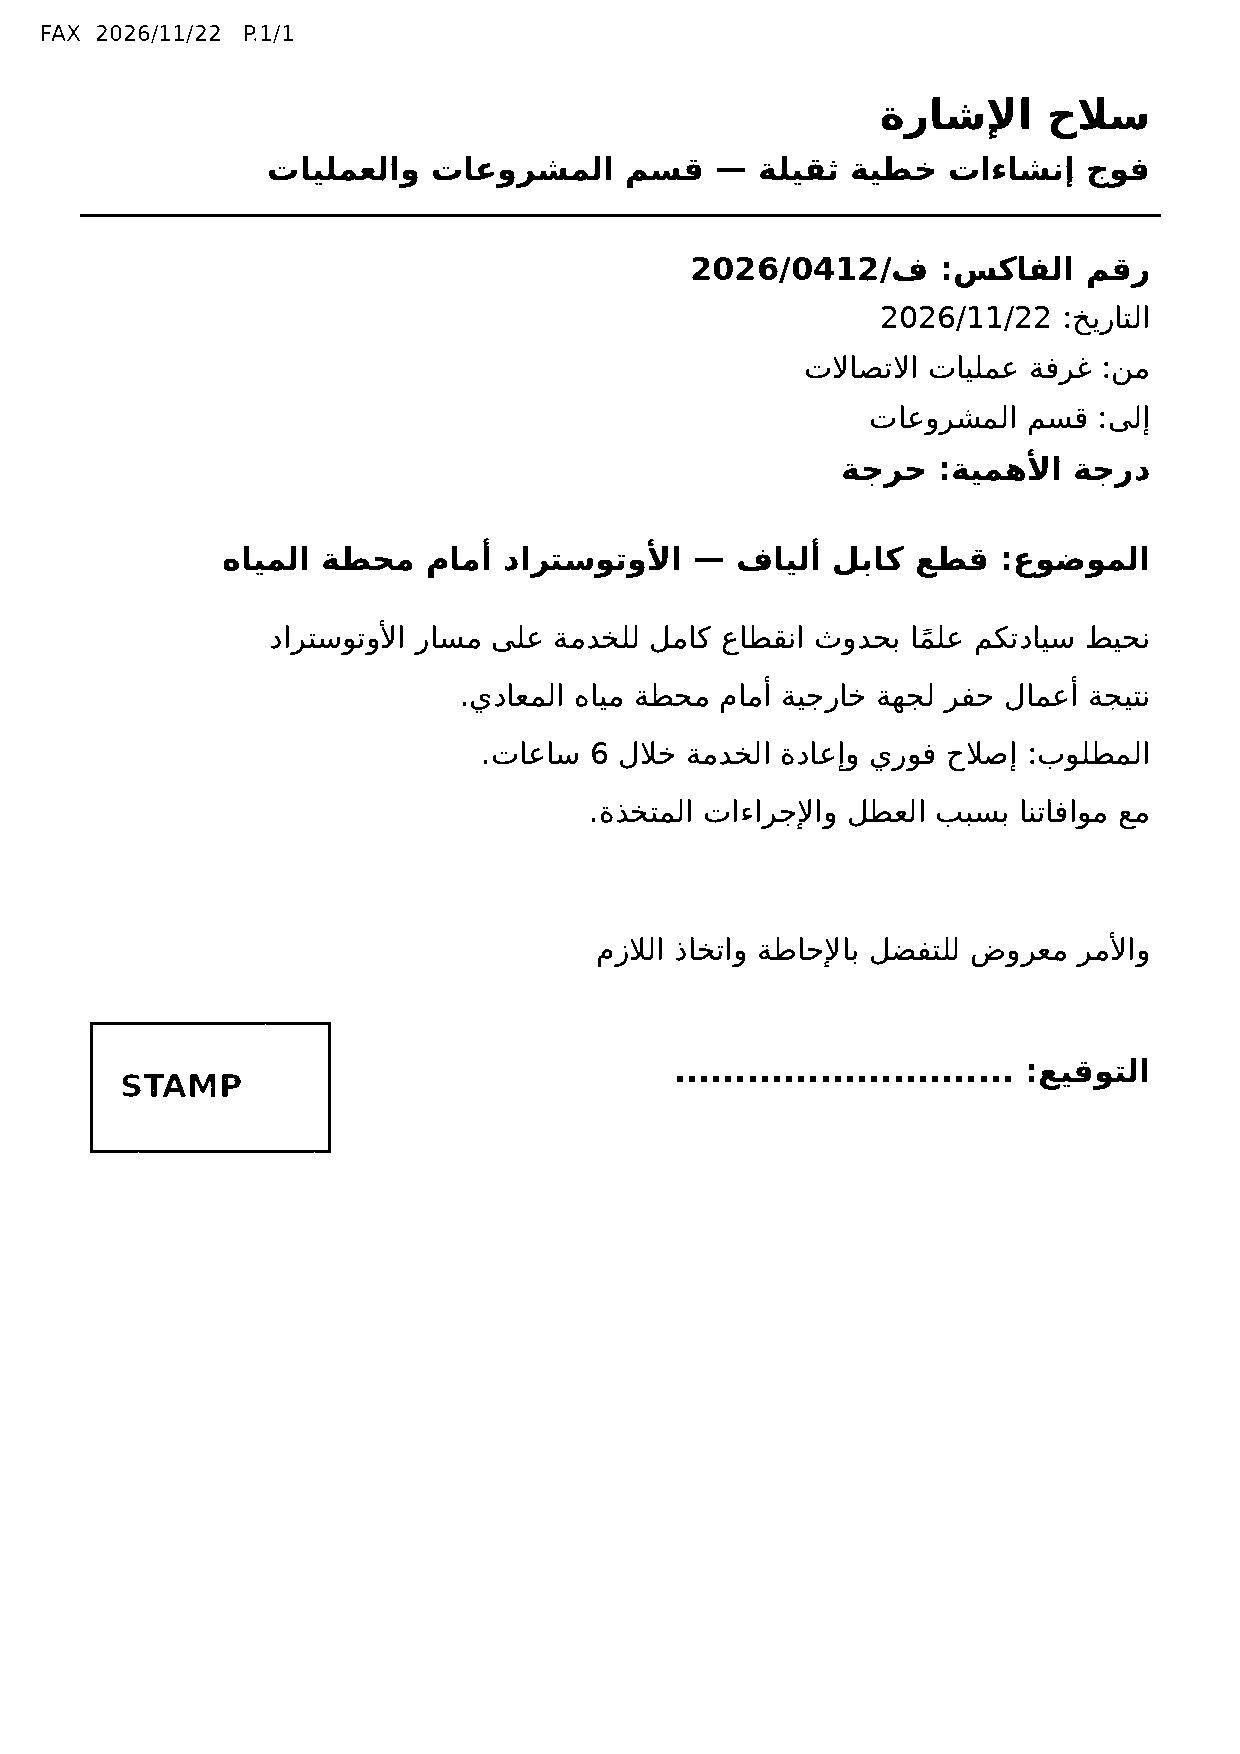 FAX 2026/11/22 P.1/1
سلاح الإشارة
فوج إنشاءات خطية ثقيلة — قسم المشروعات والعمليات
رقم الفاكس: ف/2026/0412
التاريخ: 2026/11/22
من: غرفة عمليات الاتصالات
إلى: قسم المشروعات
درجة الأهمية: حرجة
الموضوع: قطع كابل ألياف — الأوتوستراد أمام محطة المياه
نحيط سيادتكم علمًا بحدوث انقطاع كامل للخدمة على مسار الأوتوستراد
نتيجة أعمال حفر لجهة خارجية أمام محطة مياه المعادي.
المطلوب: إصلاح فوري وإعادة الخدمة خلال 6 ساعات.
مع موافاتنا بسبب العطل والإجراءات المتخذة.
والأمر معروض للتفضل بالإحاطة واتخاذ اللازم
التوقيع: ............................
STAMP